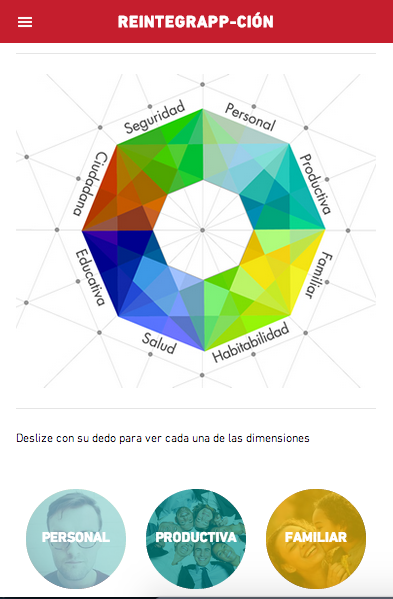 REINTEGRAPP-CIÓN
Seguridad
Personal
Ciudadana
Productiva
Educativa
Familiar
Salud
Habitabilidad
Deslize con su dedo para ver cada una de las dimensiones
PERSONAL
PRODUCTIVA
FAMILIAR